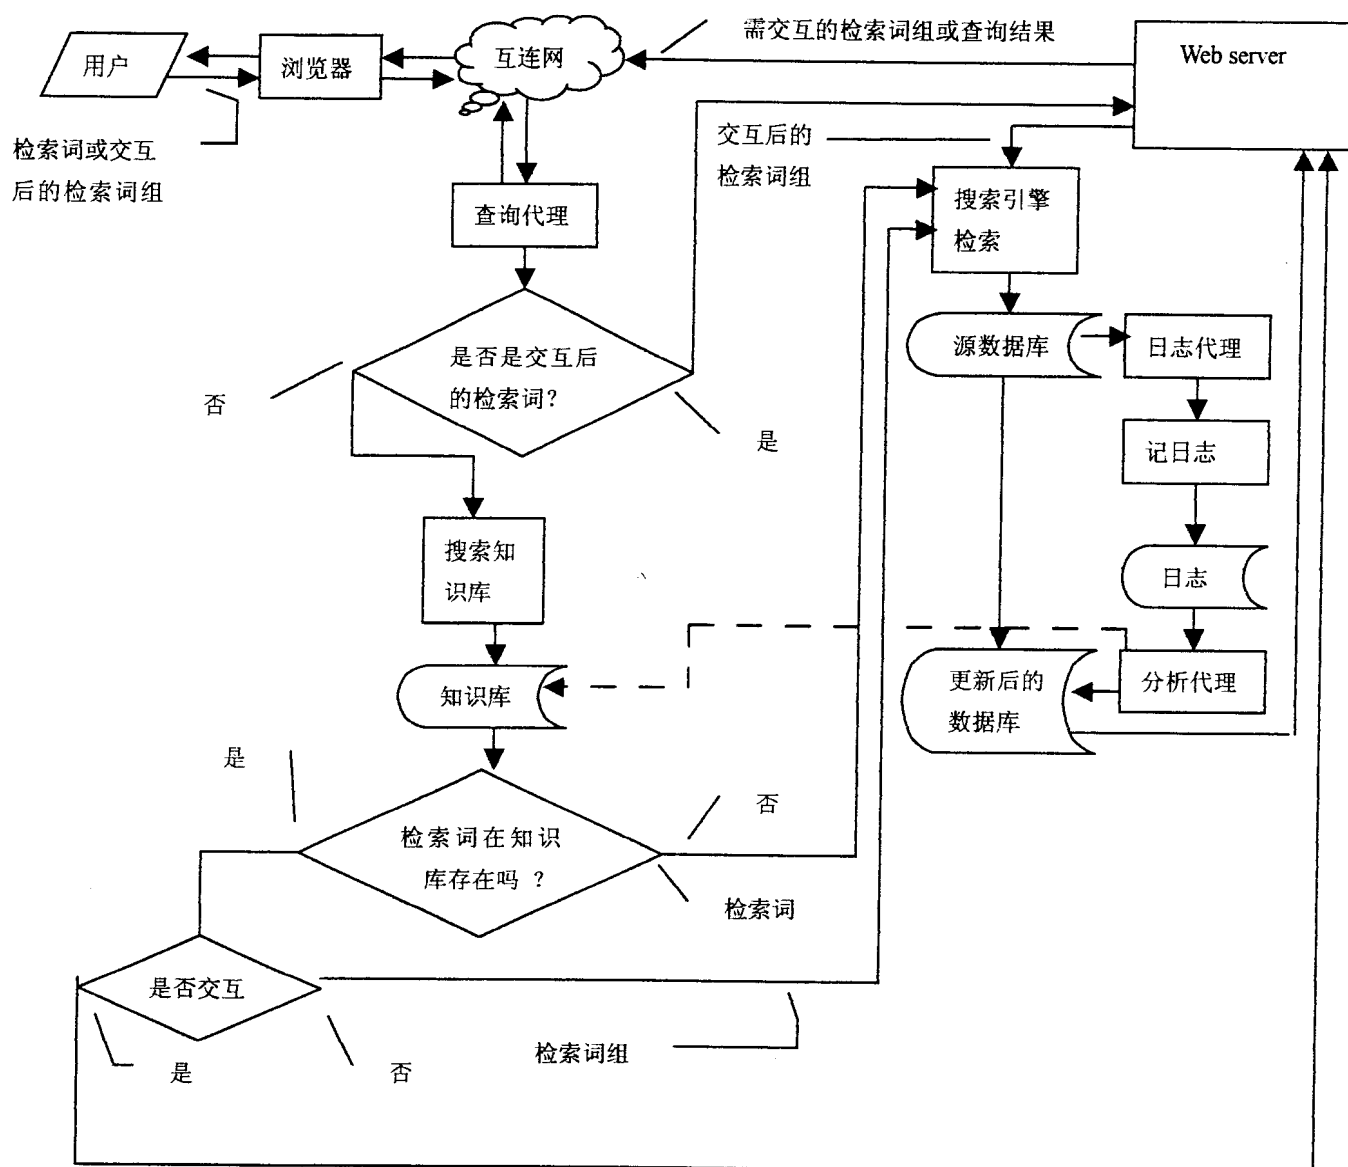 需交互的检索词组或查询结果
Web server
用户
浏览器
互连网
检索词或交互
后的检索词组
交互后的
检索词组
查询代理
搜索引擎
检索
是否是交互后
的检索词?
否
是
源数据库
日志代理
记日志
搜索知
识库
日志
知识库
更新后的
数据库
分析代理
是
否
检索词在知识
库存在吗 ?
检索词
是否交互
是
否
检索词组